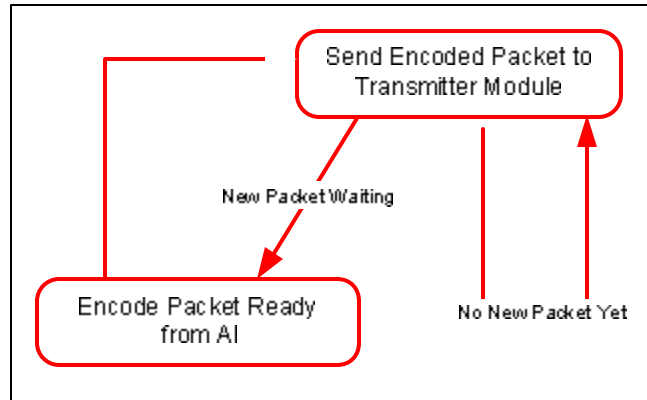 Send Encoded Packet to
Transmitter Module
New Packet Waiting
Encode Packet Ready
from AI
No New Packet Yet